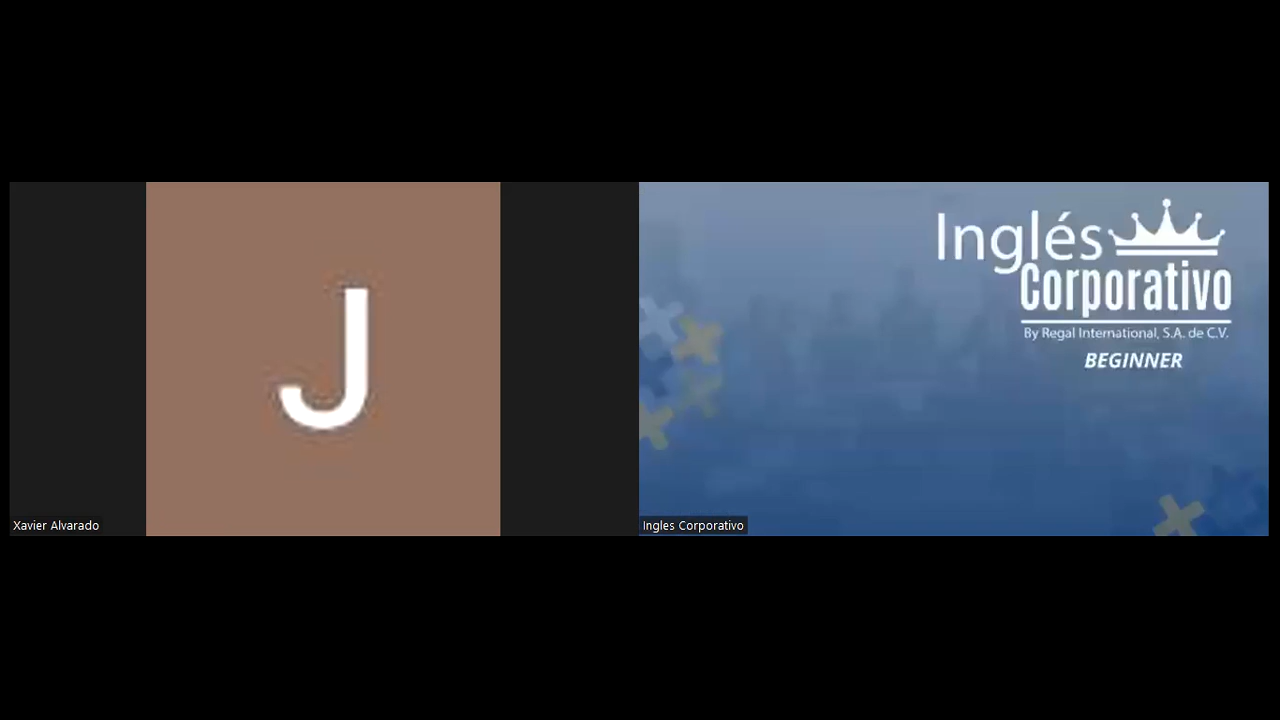 J
Xavier Alvarado
Inglés
Corporativo
By Regal International, S.A. de C.V.
BEGINNER
Ingles Corporativo